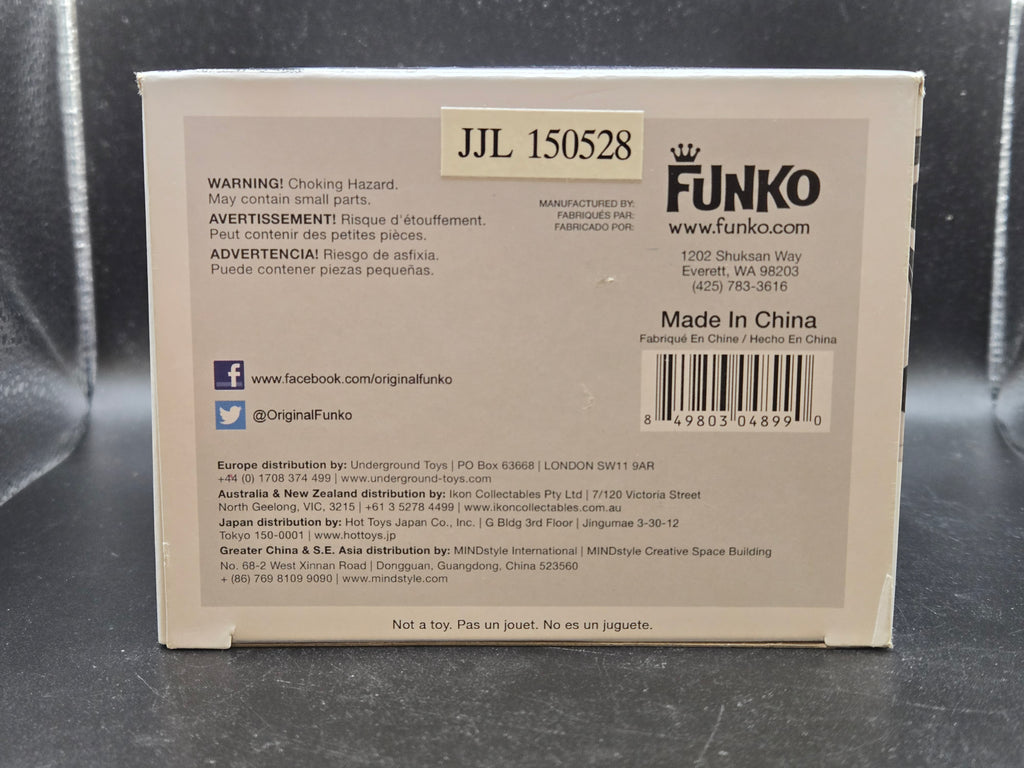 JJL 150528
WARNING! Choking Hazard.
May contain small parts.
AVERTISSEMENT! Risque d'étouffement.
Peut contenir des petites pièces.
ADVERTENCIA! Riesgo de asfixia.
Puede contener piezas pequeñas.
MANUFACTURED BY:
FABRIQUÉS PAR:
FABRICADO POR:
FUNKO
www.funko.com
1202 Shuksan Way
Everett, WA 98203
(425) 783-3616
Made In China
Fabriqué En Chine / Hecho En China
8 49803 04899 0
f www.facebook.com/originalfunko
@OriginalFunko
Europe distribution by: Underground Toys | PO Box 63668 | LONDON SW11 9AR
+44 (0) 1708 374 499 | www.underground-toys.com
Australia & New Zealand distribution by: Ikon Collectables Pty Ltd | 7/120 Victoria Street
North Geelong, VIC, 3215 | +61 3 5278 4499 | www.ikoncollectables.com.au
Japan distribution by: Hot Toys Japan Co., Inc. | G Bldg 3rd Floor | Jingumae 3-30-12
Tokyo 150-0001 | www.hottoys.jp
Greater China & S.E. Asia distribution by: MINDstyle International | MINDstyle Creative Space Building
No. 68-2 West Xinnan Road | Dongguan, Guangdong, China 523560
+ (86) 769 8109 9090 | www.mindstyle.com
Not a toy. Pas un jouet. No es un juguete.